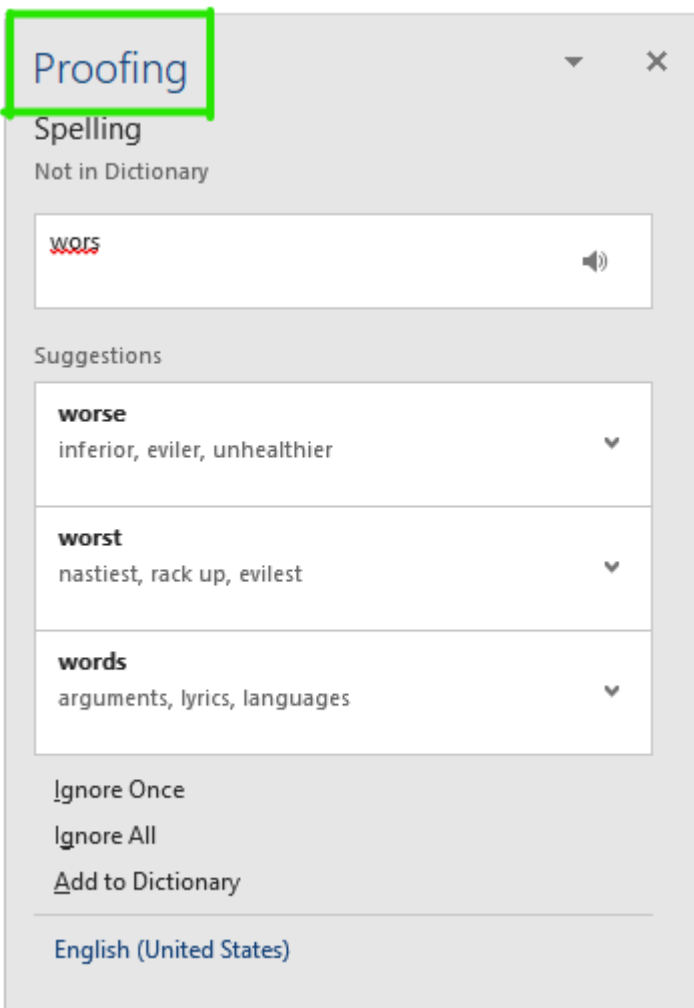 Proofing
Spelling
Not in Dictionary
wors
Suggestions
worse
inferior, eviler, unhealthier
worst
nastiest, rack up, evilest
words
arguments, lyrics, languages
Ignore Once
Ignore All
Add to Dictionary
English (United States)